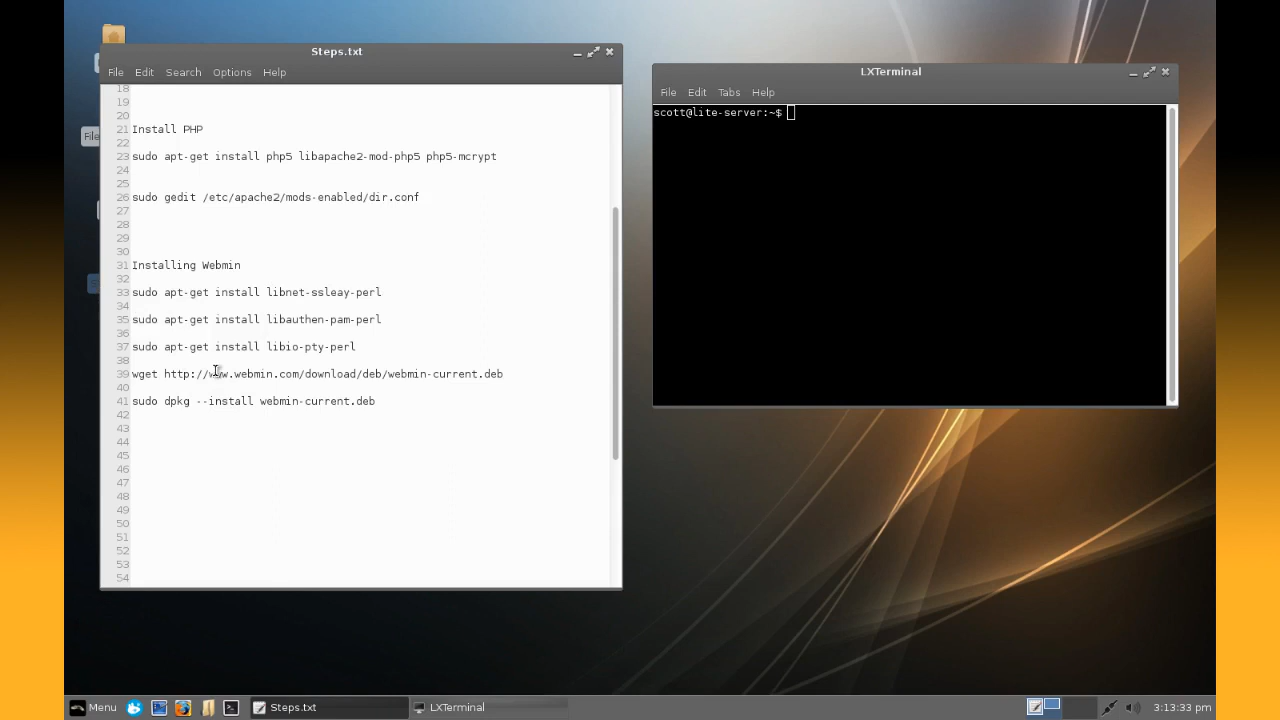 Steps.txt
File Edit Search Options Help
18
19
20
21 Install PHP
22
23 sudo apt-get install php5 libapache2-mod-php5 php5-mcrypt
24
25
26 sudo gedit /etc/apache2/mods-enabled/dir.conf
27
28
29
30
31 Installing Webmin
32
33 sudo apt-get install libnet-ssleay-perl
34
35 sudo apt-get install libauthen-pam-perl
36
37 sudo apt-get install libio-pty-perl
38
39 wget http://www.webmin.com/download/deb/webmin-current.deb
40
41 sudo dpkg --install webmin-current.deb
42
43
44
45
46
47
48
49
50
51
52
53
54
File
LXTerminal
File Edit Tabs Help
scott@lite-server:~$
Menu Steps.txt LXTerminal 3:13:33 pm